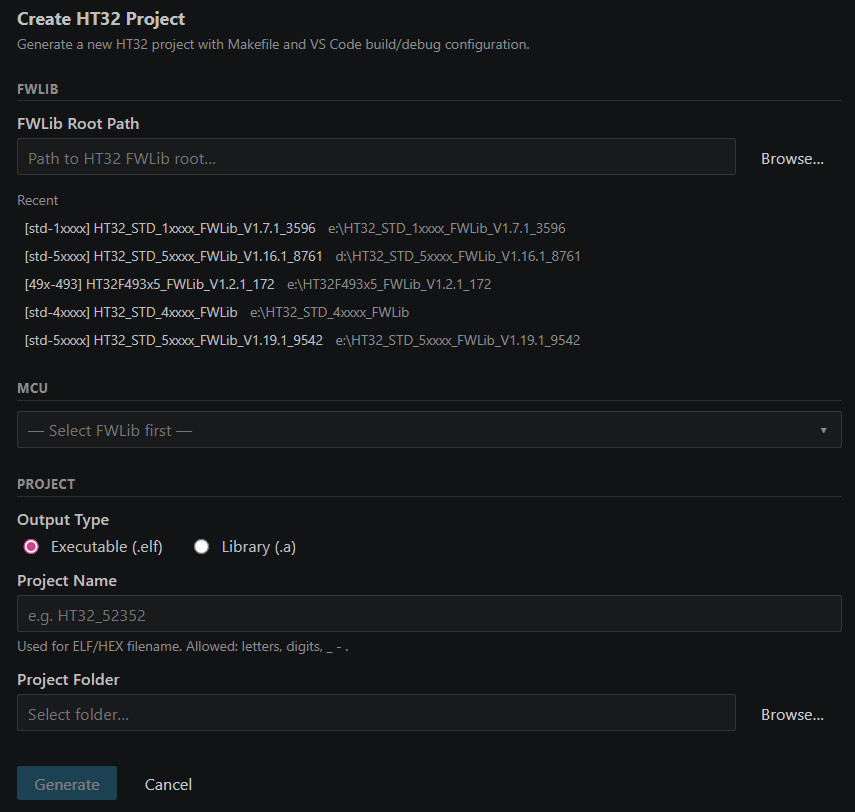 Create HT32 Project
Generate a new HT32 project with Makefile and VS Code build/debug configuration.
FWLIB
FWLib Root Path
Path to HT32 FWLib root...
Browse...
Recent
[std-1xxxx] HT32_STD_1xxxx_FWLib_V1.7.1_3596 e:\HT32_STD_1xxxx_FWLib_V1.7.1_3596
[std-5xxxx] HT32_STD_5xxxx_FWLib_V1.16.1_8761 d:\HT32_STD_5xxxx_FWLib_V1.16.1_8761
[49x-493] HT32F493x5_FWLib_V1.2.1_172 e:\HT32F493x5_FWLib_V1.2.1_172
[std-4xxxx] HT32_STD_4xxxx_FWLib e:\HT32_STD_4xxxx_FWLib
[std-5xxxx] HT32_STD_5xxxx_FWLib_V1.19.1_9542 e:\HT32_STD_5xxxx_FWLib_V1.19.1_9542
MCU
— Select FWLib first —
PROJECT
Output Type
Executable (.elf) Library (.a)
Project Name
e.g. HT32_52352
Used for ELF/HEX filename. Allowed: letters, digits, _ - .
Project Folder
Select folder...
Browse...
Generate Cancel